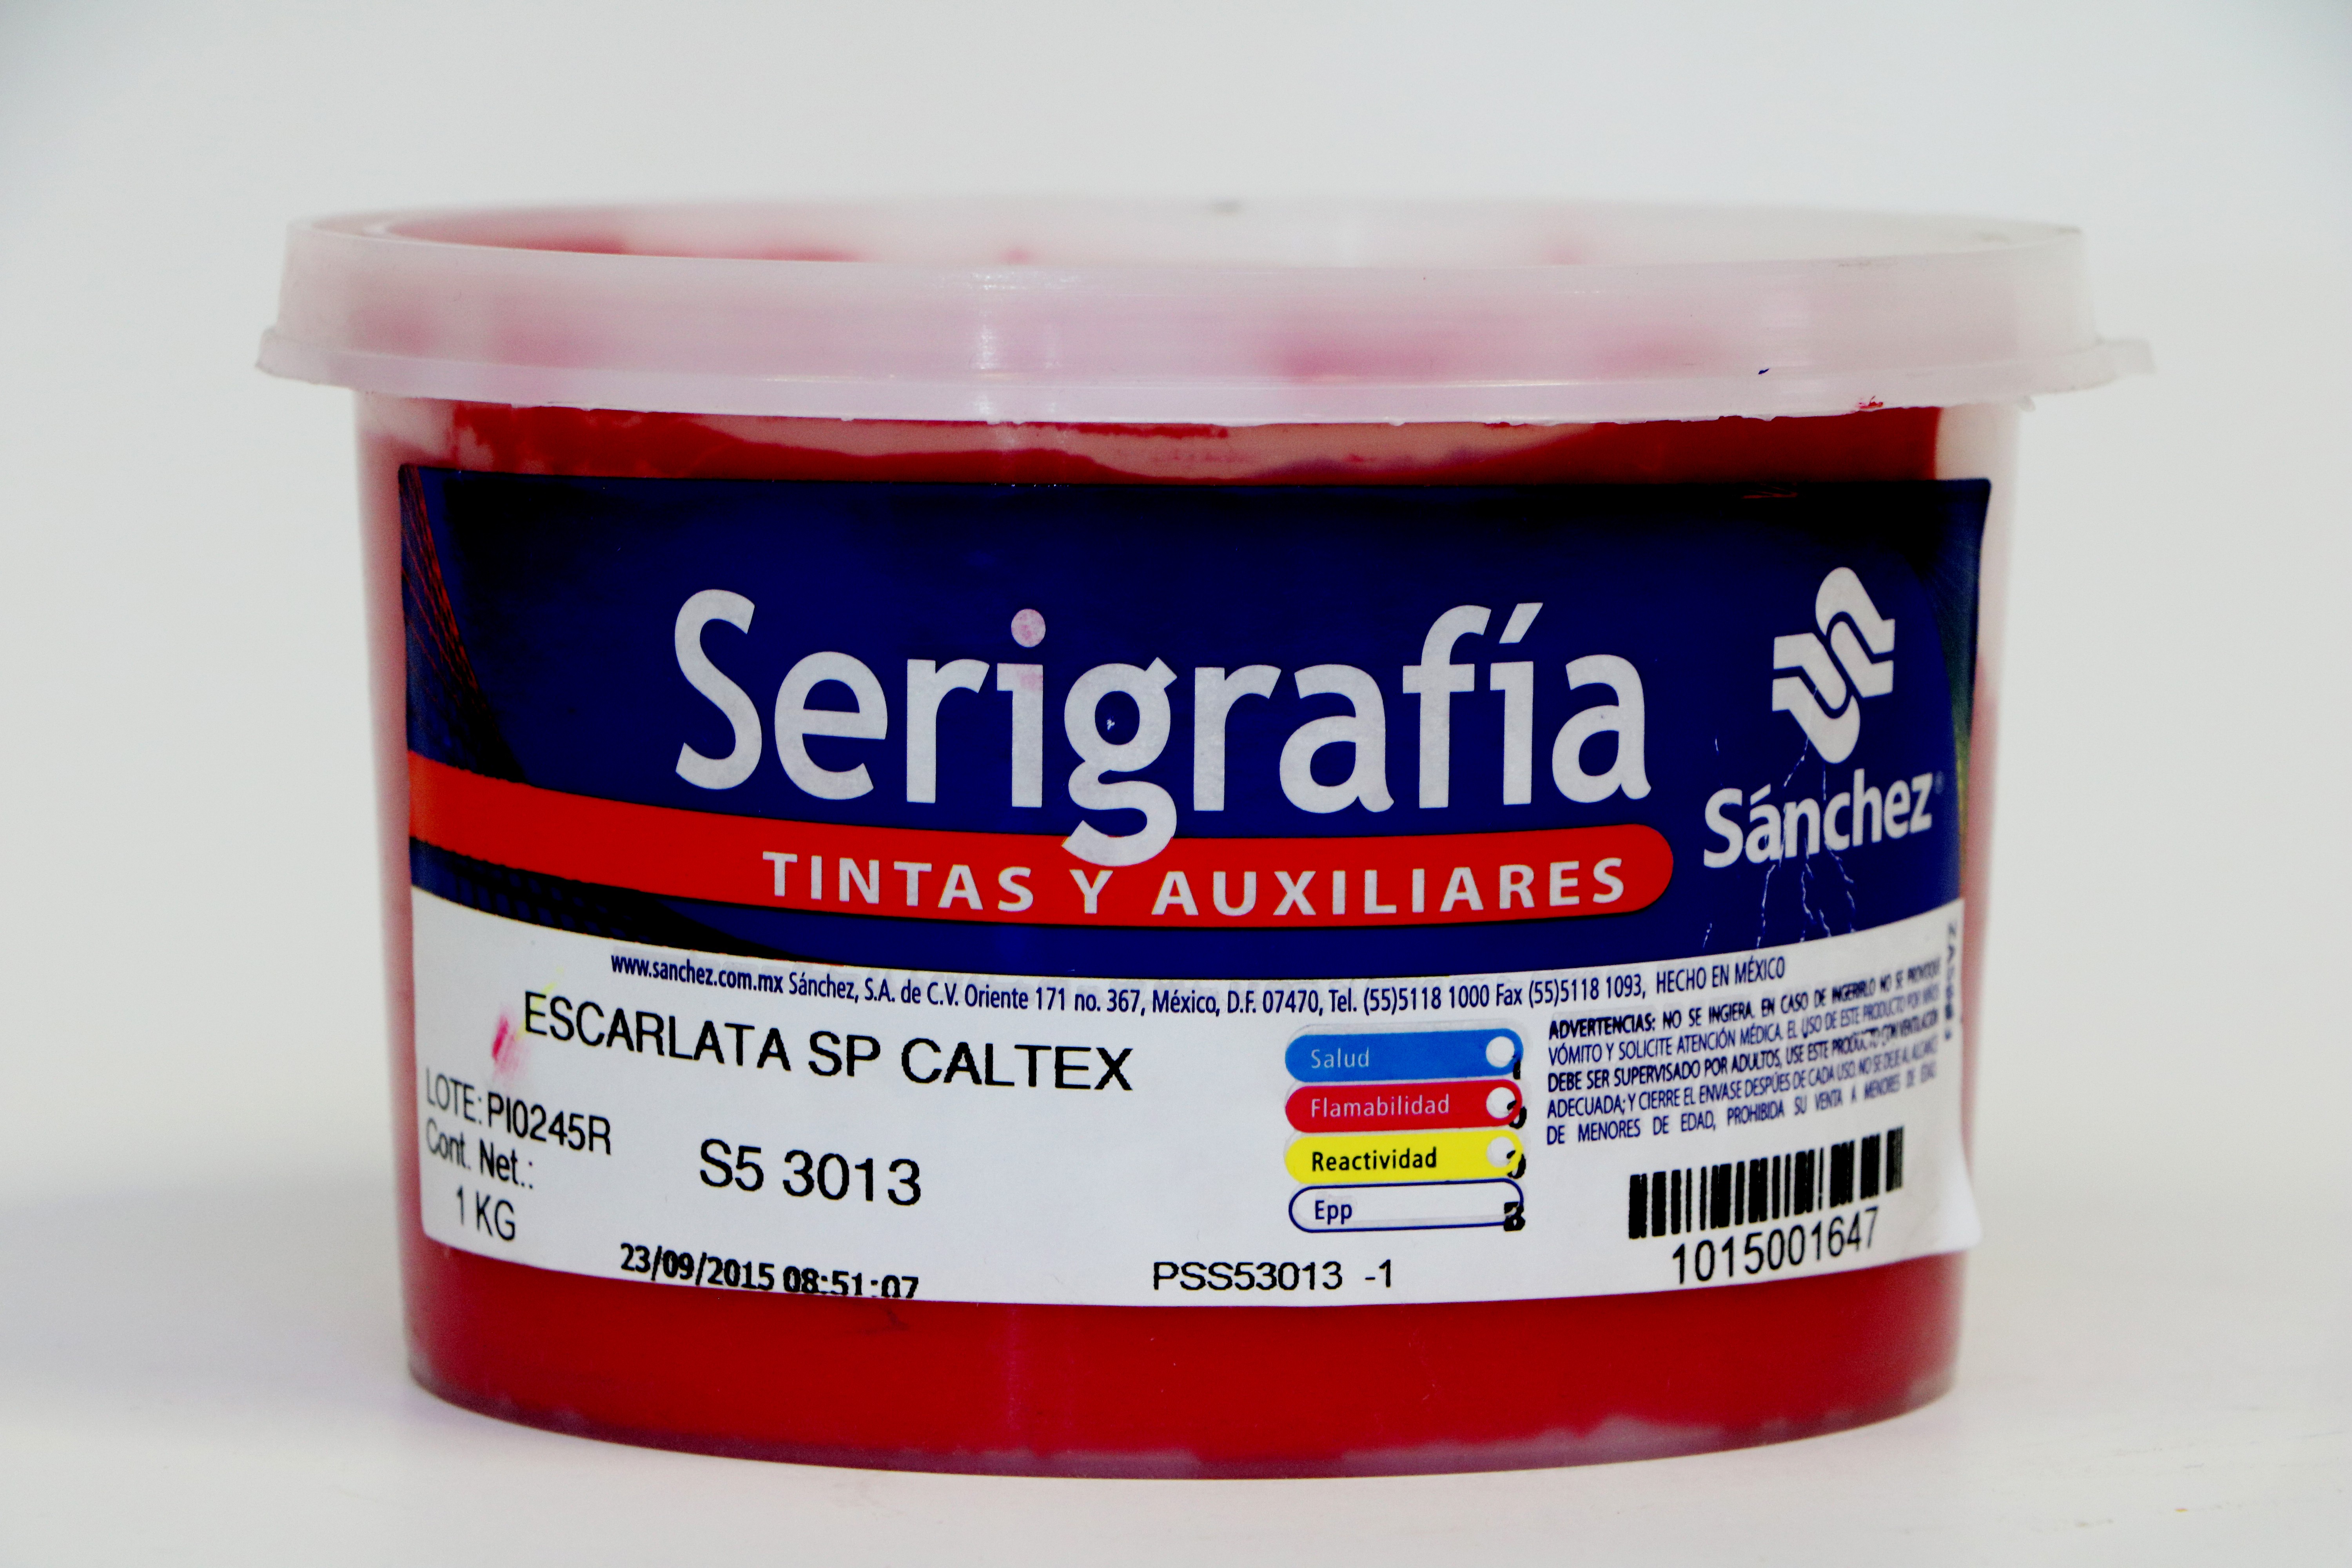 Serigrafía
Sánchez
TINTAS Y AUXILIARES
www.sanchez.com.mx Sánchez, S.A. de C.V. Oriente 171 no. 367, México, D.F. 07470, Tel. (55)5118 1000 Fax (55)5118 1093, HECHO EN MÉXICO
ESCARLATA SP CALTEX
LOTE: PI0245R
Cont. Net.:
1 KG
S5 3013
23/09/2015 08:51:07
PSS53013 -1
Salud
Flamabilidad
Reactividad
Epp
ADVERTENCIAS: NO SE INGIERA. EN CASO DE INGERIRLO NO SE PROVOQUE
VÓMITO Y SOLICITE ATENCIÓN MÉDICA. EL USO DE ESTE PRODUCTO POR NIÑOS
DEBE SER SUPERVISADO POR ADULTOS, USE ESTE PRODUCTO CON VENTILACIÓN
ADECUADA; Y CIERRE EL ENVASE DESPÚES DE CADA USO. NO SE DEJE AL ALCANCE
DE MENORES DE EDAD, PROHIBIDA SU VENTA A MENORES DE EDAD.
1015001647